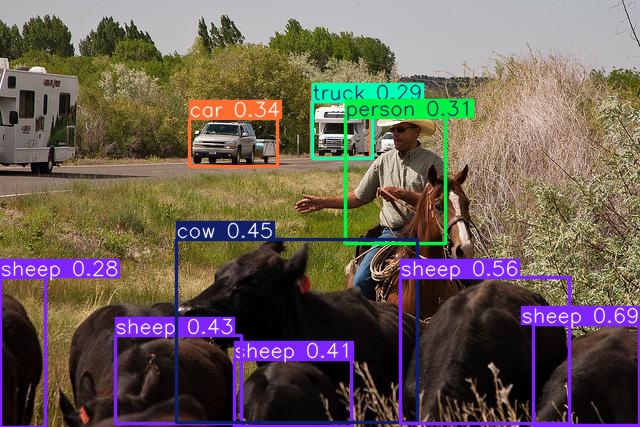 car 0.34
truck 0.29
person 0.31
cow 0.45
sheep 0.28
sheep 0.56
sheep 0.43
sheep 0.41
sheep 0.69